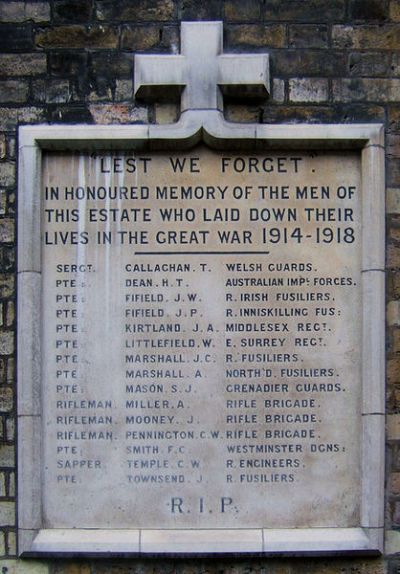 "LEST WE FORGET".
IN HONOURED MEMORY OF THE MEN OF
THIS ESTATE WHO LAID DOWN THEIR
LIVES IN THE GREAT WAR 1914-1918
SERGT. CALLAGHAN. T. WELSH GUARDS.
PTE: DEAN. H.T. AUSTRALIAN IMPL. FORCES.
PTE: FIFIELD. J.W. R. IRISH FUSILIERS.
PTE: FIFIELD. J.P. R. INNISKILLING FUS:
PTE: KIRTLAND. J.A. MIDDLESEX REGT.
PTE: LITTLEFIELD. W. E. SURREY REGT.
PTE: MARSHALL. J.C. R. FUSILIERS.
PTE: MARSHALL. A. NORTH'D. FUSILIERS.
PTE: MASON. S.J. GRENADIER GUARDS.
RIFLEMAN. MILLER. A. RIFLE BRIGADE.
RIFLEMAN. MOONEY. J. RIFLE BRIGADE.
RIFLEMAN. PENNINGTON. C.W. RIFLE BRIGADE.
PTE. SMITH. F.C. WESTMINSTER DGNS:
SAPPER. TEMPLE. C.W. R. ENGINEERS.
PTE. TOWNSEND. J. R. FUSILIERS.
R.I.P.